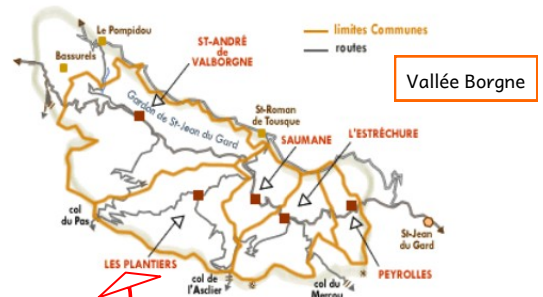 Le Pompidou
Bassurels
ST-ANDRÉ
de
VALBORGNE
limites Communes
routes
Vallée Borgne
Gardon de St-Jean du Gard
St-Roman
de Tousque
SAUMANE
L'ESTRÈCHURE
col
du Pas
LES PLANTIERS
col de
l'Asclier
col du
Mercou
PEYROLLES
St-Jean
du Gard